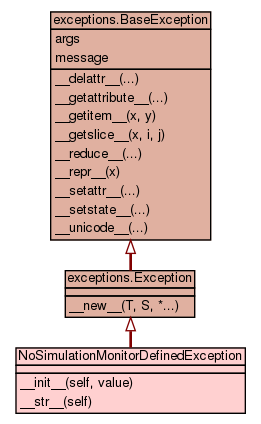 exceptions.BaseException
args
message
__delattr__(...)
__getattribute__(...)
__getitem__(x, y)
__getslice__(x, i, j)
__reduce__(...)
__repr__(x)
__setattr__(...)
__setstate__(...)
__unicode__(...)
exceptions.Exception
__new__(T, S, *...)
NoSimulationMonitorDefinedException
__init__(self, value)
__str__(self)